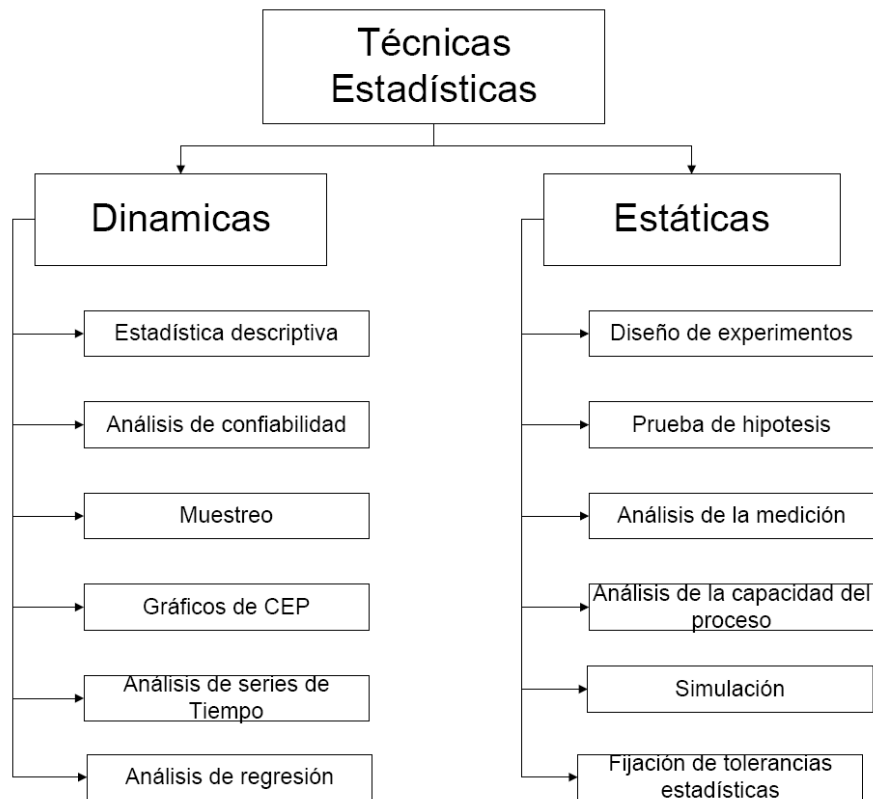 Técnicas
Estadísticas
Dinamicas
Estadística descriptiva
Análisis de confiabilidad
Muestreo
Gráficos de CEP
Análisis de series de
Tiempo
Análisis de regresión
Estáticas
Diseño de experimentos
Prueba de hipotesis
Análisis de la medición
Análisis de la capacidad del
proceso
Simulación
Fijación de tolerancias
estadísticas